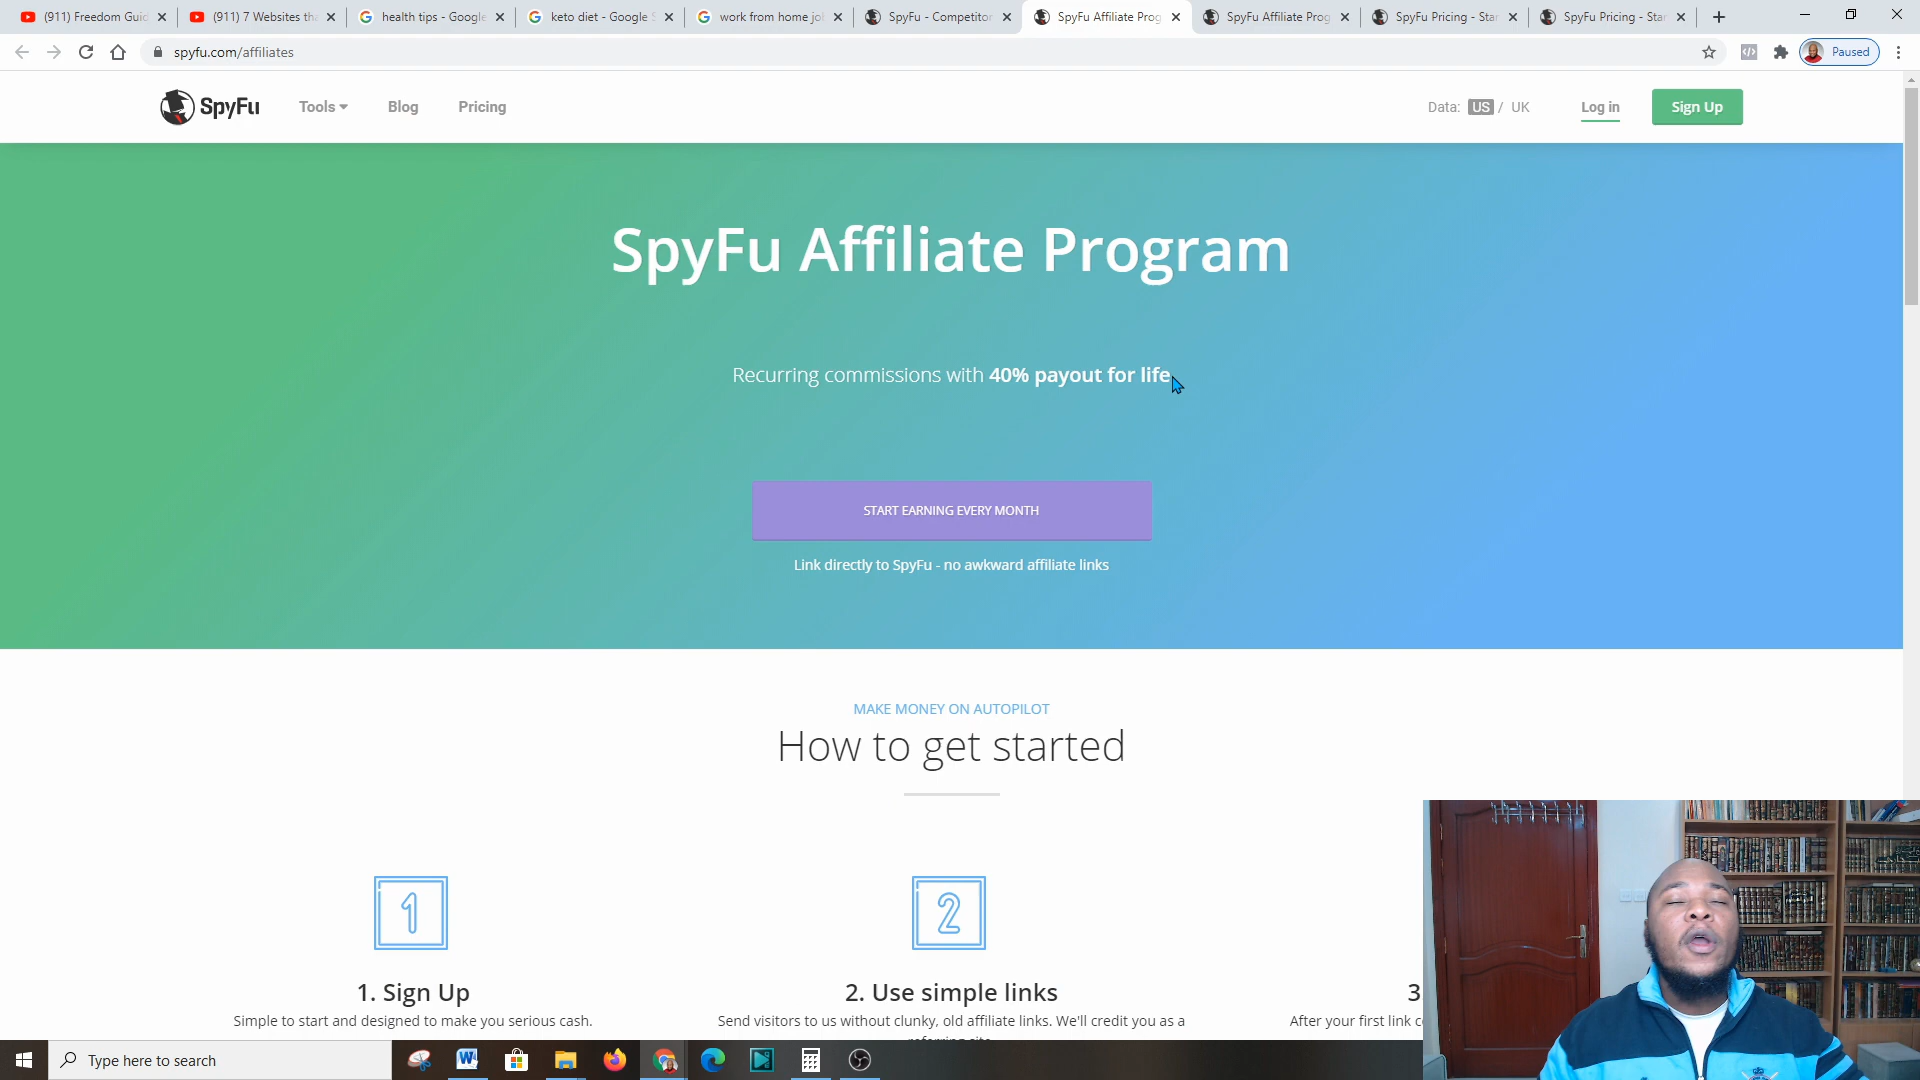 (911) Freedom Guid
(911) 7 Websites tha
health tips - Google
keto diet - Google S
work from home jo
SpyFu - Competitor
SpyFu Affiliate Prog
SpyFu Affiliate Prog
SpyFu Pricing - Star
SpyFu Pricing - Star
spyfu.com/affiliates
Paused
SpyFu
Tools
Blog
Pricing
Data: US / UK
Log in
Sign Up
SpyFu Affiliate Program
Recurring commissions with 40% payout for life
START EARNING EVERY MONTH
Link directly to SpyFu - no awkward affiliate links
MAKE MONEY ON AUTOPILOT
How to get started
1
2
1. Sign Up
2. Use simple links
3
Simple to start and designed to make you serious cash.
Send visitors to us without clunky, old affiliate links. We'll credit you as a
After your first link c
referring site.
Type here to search